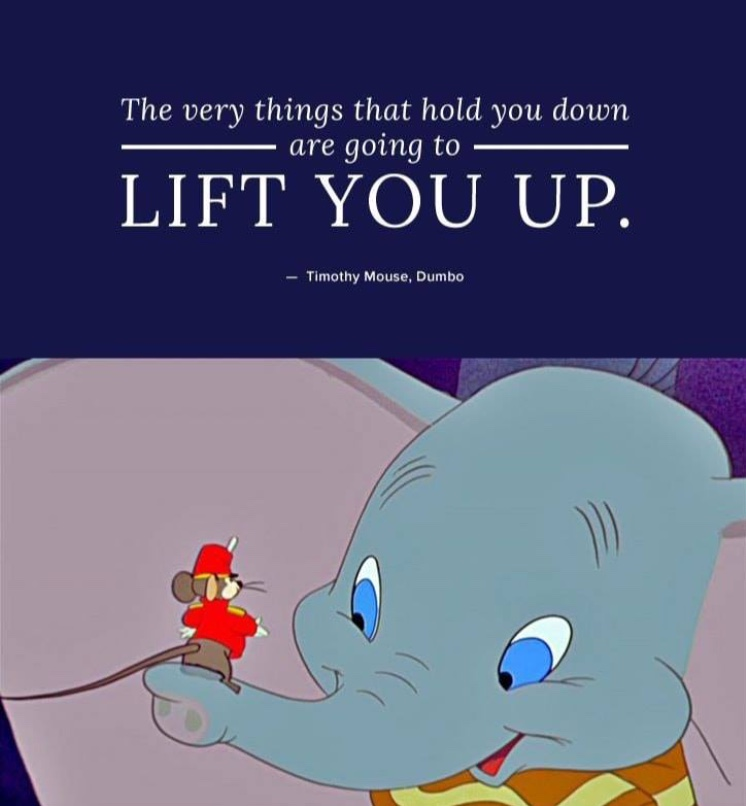 The very things that hold you down
are going to
LIFT YOU UP.
— Timothy Mouse, Dumbo